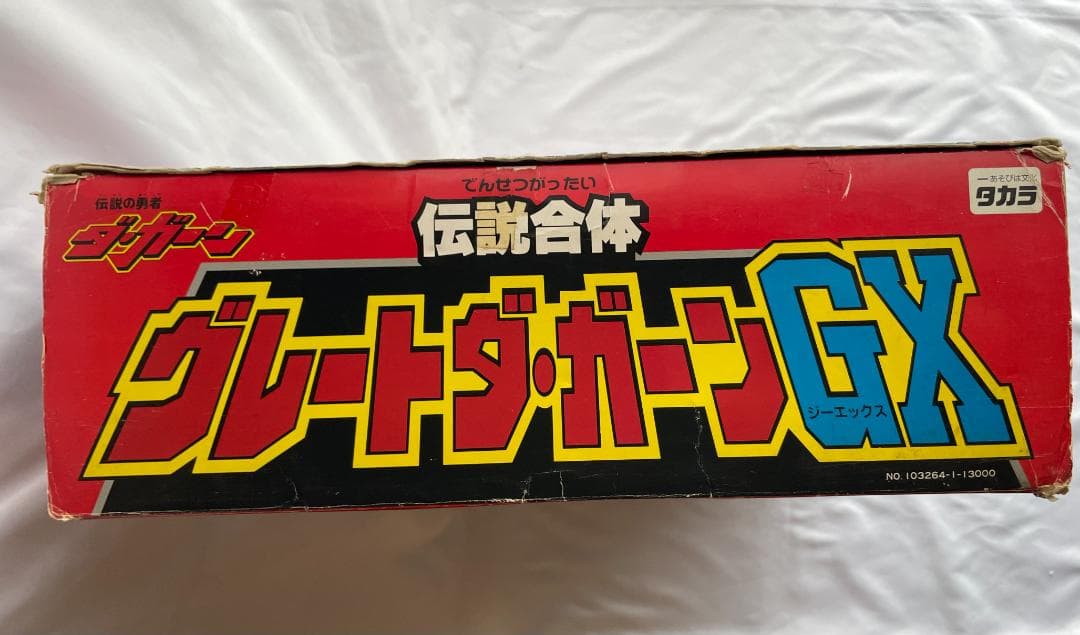 伝説の勇者
ダ・ガーン
でんせつがったい
伝説合体
ーあそびは文化
タカラ
グレートダ・ガーンGX
ジーエックス
NO. 103264-1-13000